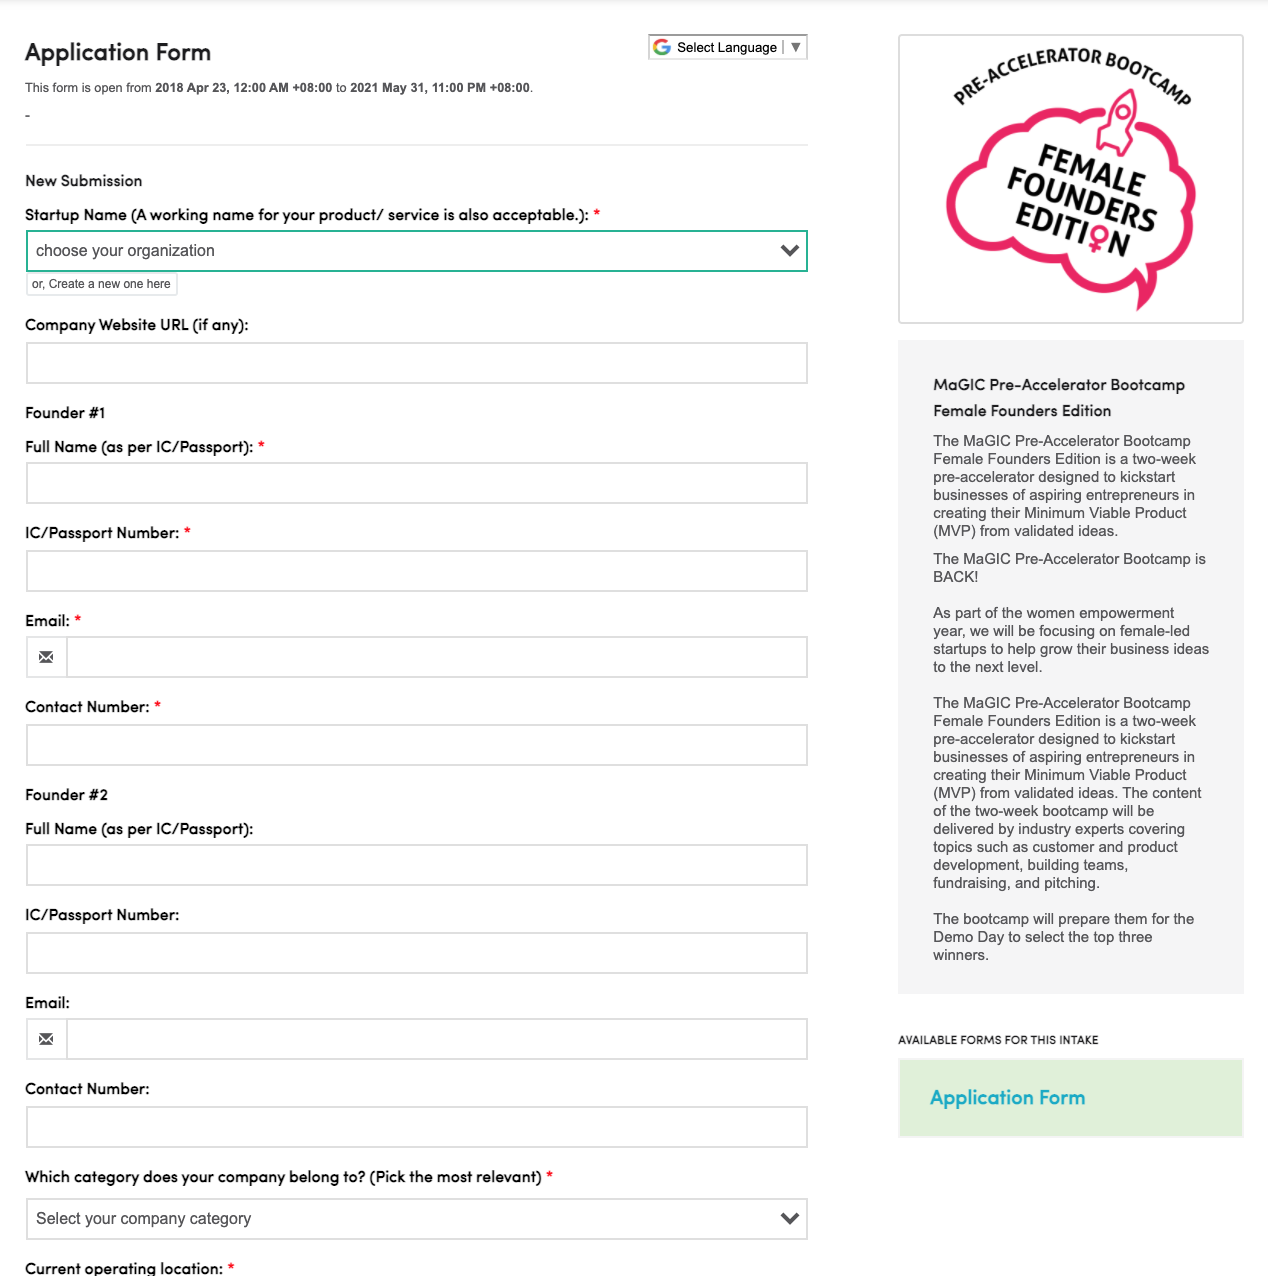 Application Form
Select Language ▼
This form is open from 2018 Apr 23, 12:00 AM +08:00 to 2021 May 31, 11:00 PM +08:00.
-
New Submission
Startup Name (A working name for your product/ service is also acceptable.): *
choose your organization
or, Create a new one here
Company Website URL (if any):
Founder #1
Full Name (as per IC/Passport): *
IC/Passport Number: *
Email: *
Contact Number: *
Founder #2
Full Name (as per IC/Passport):
IC/Passport Number:
Email:
Contact Number:
Which category does your company belong to? (Pick the most relevant) *
Select your company category
Current operating location: *
PRE-ACCELERATOR BOOTCAMP
FEMALE
FOUNDERS
EDITION
MaGIC Pre-Accelerator Bootcamp
Female Founders Edition
The MaGIC Pre-Accelerator Bootcamp
Female Founders Edition is a two-week
pre-accelerator designed to kickstart
businesses of aspiring entrepreneurs in
creating their Minimum Viable Product
(MVP) from validated ideas.
The MaGIC Pre-Accelerator Bootcamp is
BACK!
As part of the women empowerment
year, we will be focusing on female-led
startups to help grow their business ideas
to the next level.
The MaGIC Pre-Accelerator Bootcamp
Female Founders Edition is a two-week
pre-accelerator designed to kickstart
businesses of aspiring entrepreneurs in
creating their Minimum Viable Product
(MVP) from validated ideas. The content
of the two-week bootcamp will be
delivered by industry experts covering
topics such as customer and product
development, building teams,
fundraising, and pitching.
The bootcamp will prepare them for the
Demo Day to select the top three
winners.
AVAILABLE FORMS FOR THIS INTAKE
Application Form